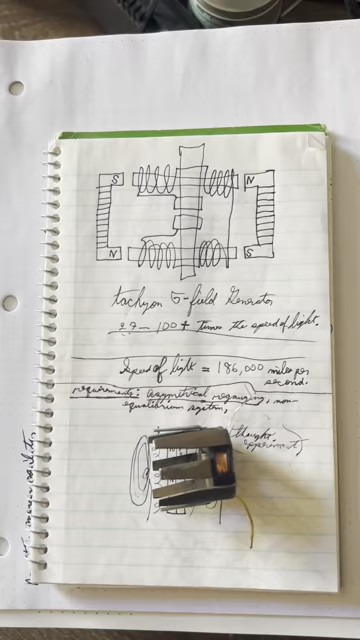 S N
N S
tachyon 5-field Generator
27 - 100+ times the speed of light.
Speed of light = 186,000 miles per
second.
requirements: asymetrical regauging, non-
equilibrium system,
(thought
experiment)